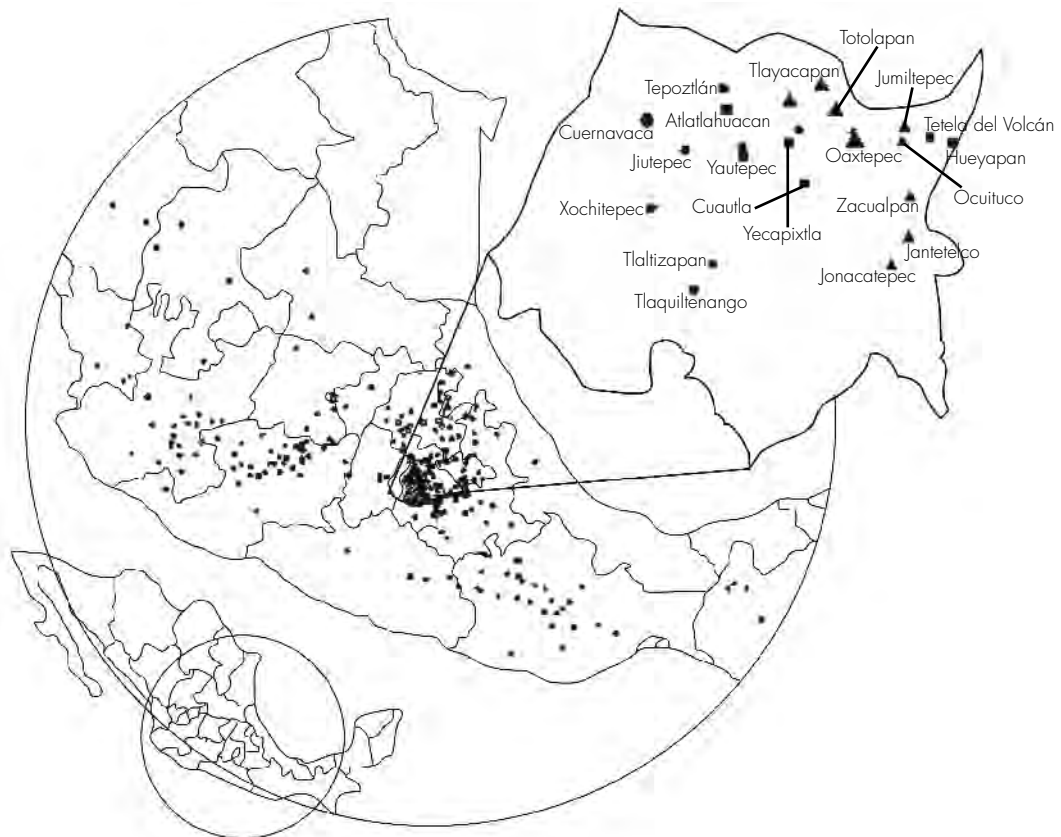 Totolapan
Tlayacapan
Jumiltepec
Tepoztlán
Tetela del Volcán
Cuernavaca
Atlatlahuacan
Jiutepec
Yautepec
Oaxtepec
Hueyapan
Ocuituco
Xochitepec
Cuautla
Zacualpan
Yecapixtla
Jantetelco
Tlaltizapan
Jonacatepec
Tlaquiltenango